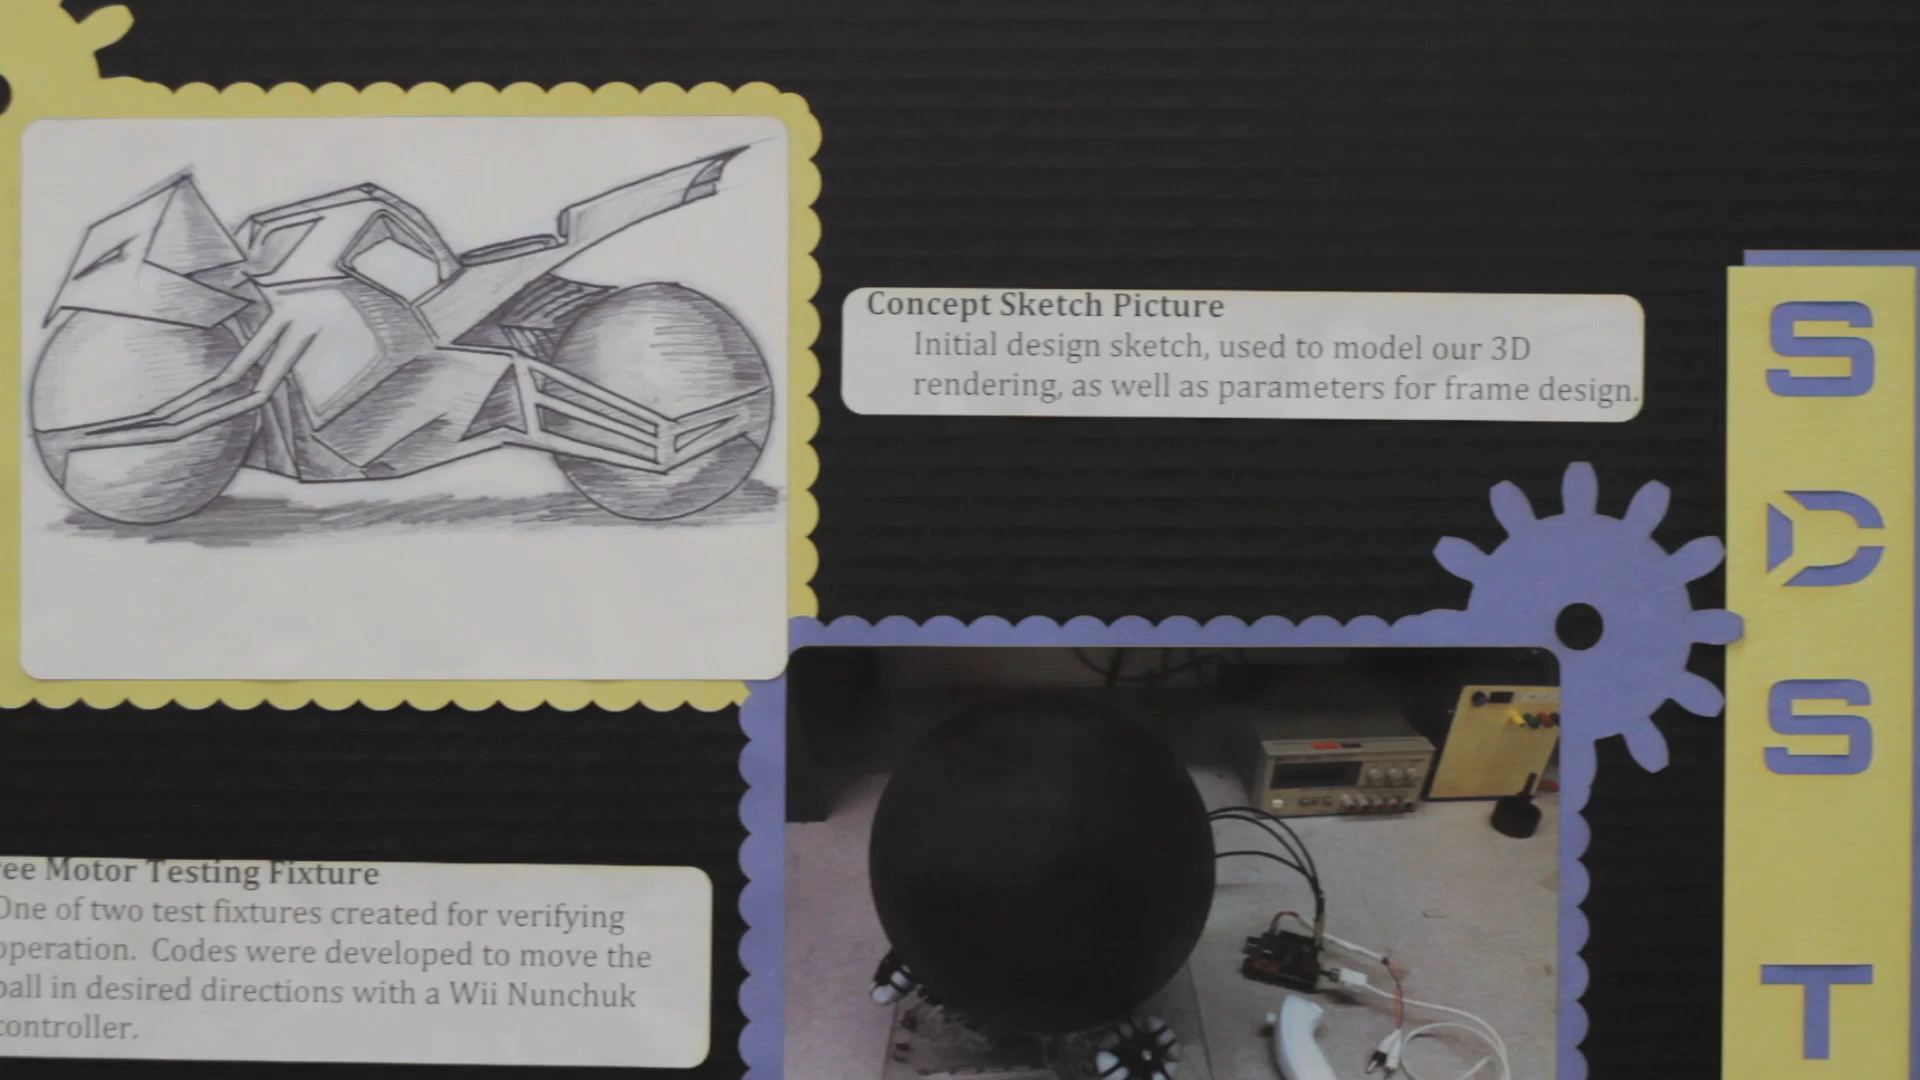 Concept Sketch Picture
Initial design sketch, used to model our 3D
rendering, as well as parameters for frame design.
Motor Testing Fixture
One of two test fixtures created for verifying
operation. Codes were developed to move the
ball in desired directions with a Wii Nunchuk
controller.
S
D
S
T